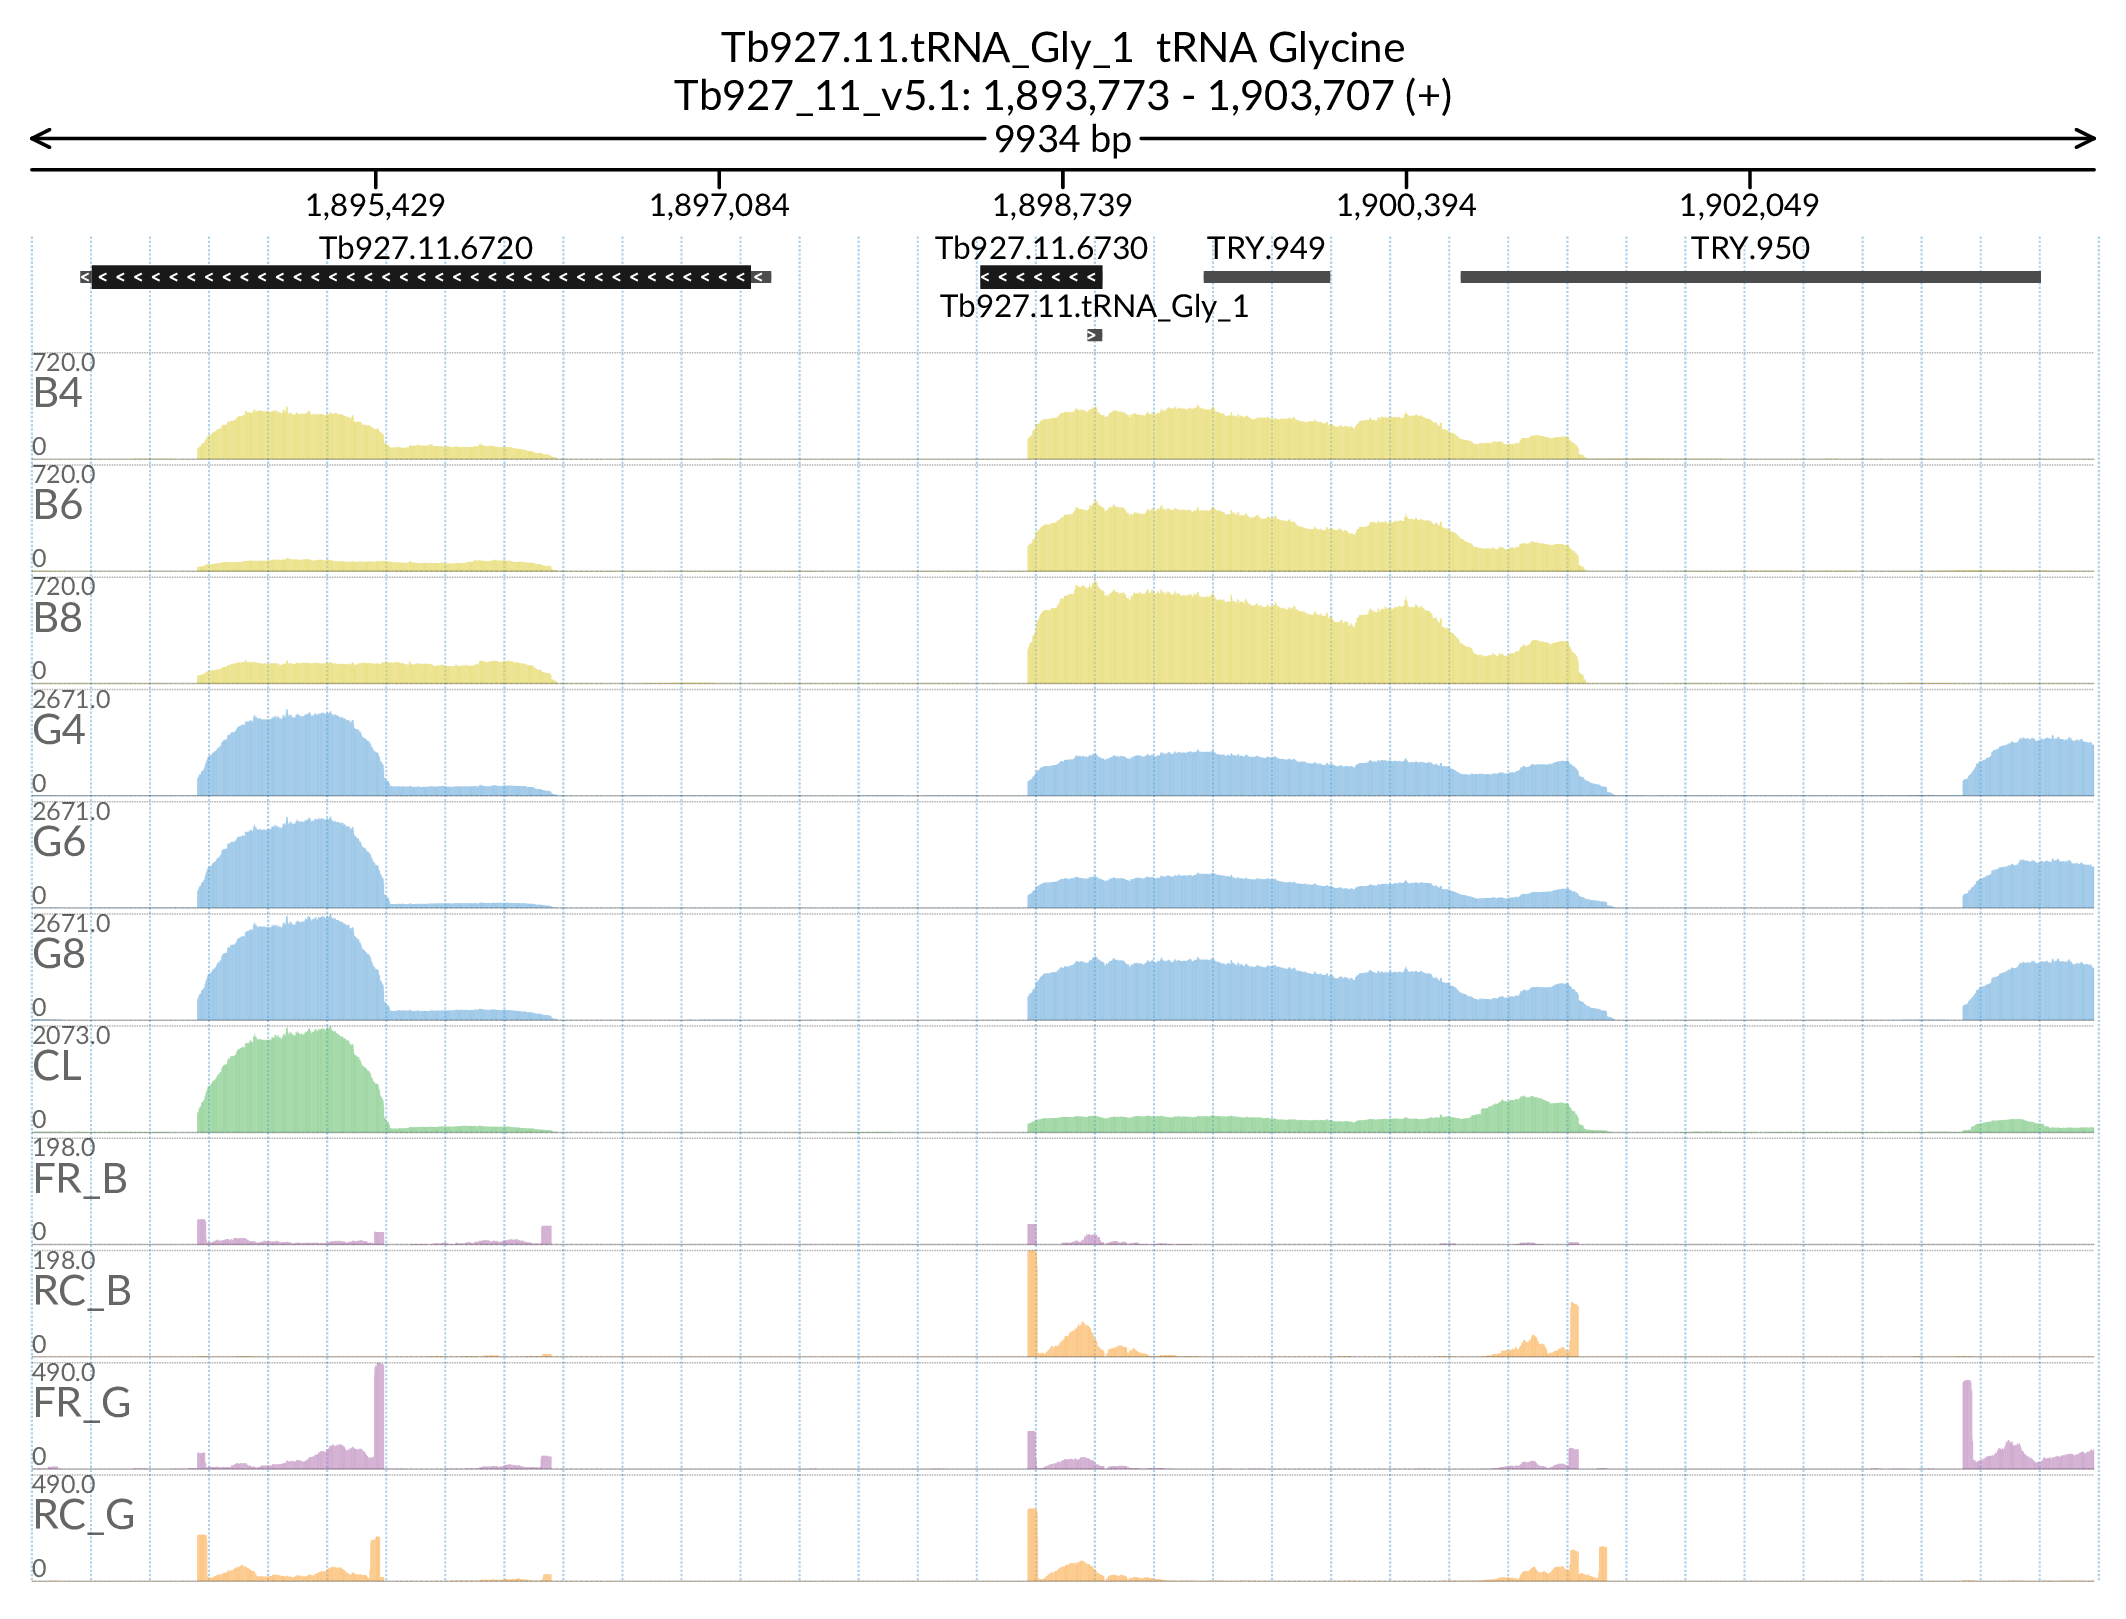 Tb927.11.tRNA_Gly_1 tRNA Glycine
Tb927_11_v5.1: 1,893,773 - 1,903,707 (+)
9934 bp
1,895,429 1,897,084 1,898,739 1,900,394 1,902,049
Tb927.11.6720 Tb927.11.6730 TRY.949 TRY.950
Tb927.11.tRNA_Gly_1
720.0
B4
0
720.0
B6
0
720.0
B8
0
2671.0
G4
0
2671.0
G6
0
2671.0
G8
0
2073.0
CL
0
198.0
FR_B
0
198.0
RC_B
0
490.0
FR_G
0
490.0
RC_G
0